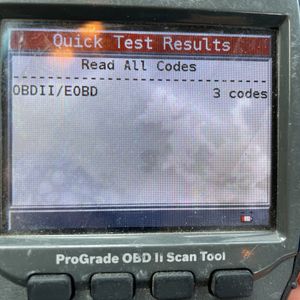 Quick Test Results
Read All Codes
OBDII/EOBD 3 codes
ProGrade OBD II Scan Tool